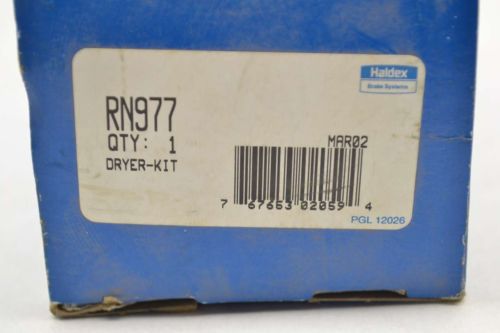 Haldex
Brake Systems
RN977
QTY: 1
DRYER-KIT
MAR02
7 67663 02059 4
PGL 12026